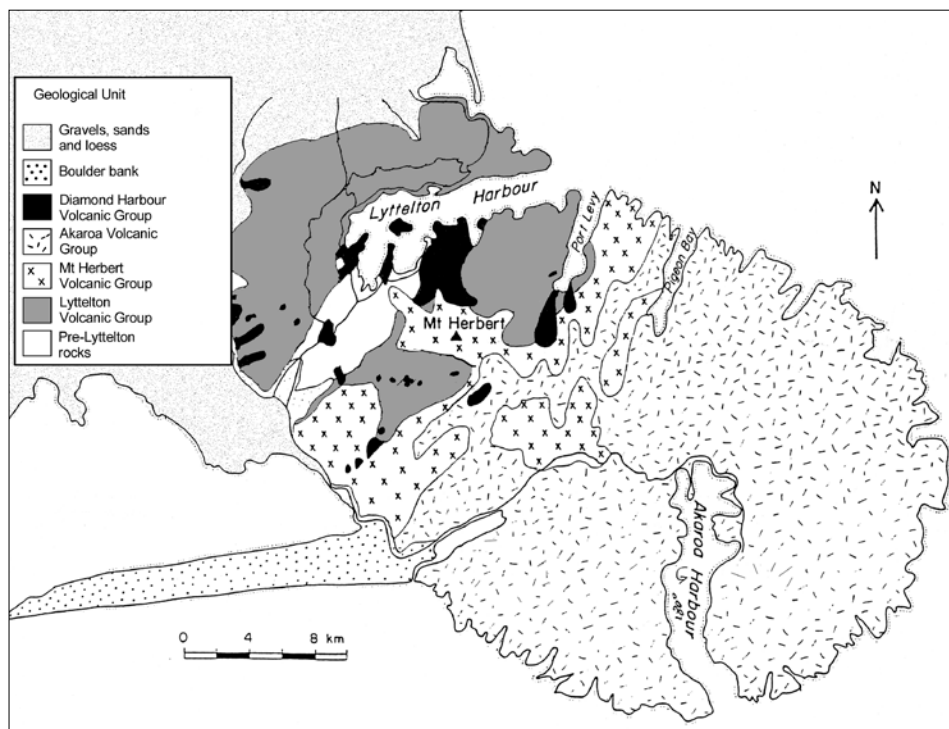 Geological Unit
Gravels, sands
and loess
Boulder bank
Diamond Harbour
Volcanic Group
Akaroa Volcanic
Group
Mt Herbert
Volcanic Group
Lyttelton
Volcanic Group
Pre-Lyttelton
rocks
N
Lyttelton Harbour
Port Levy
Pigeon Bay
Mt Herbert
Akaroa Harbour
0 4 8 km